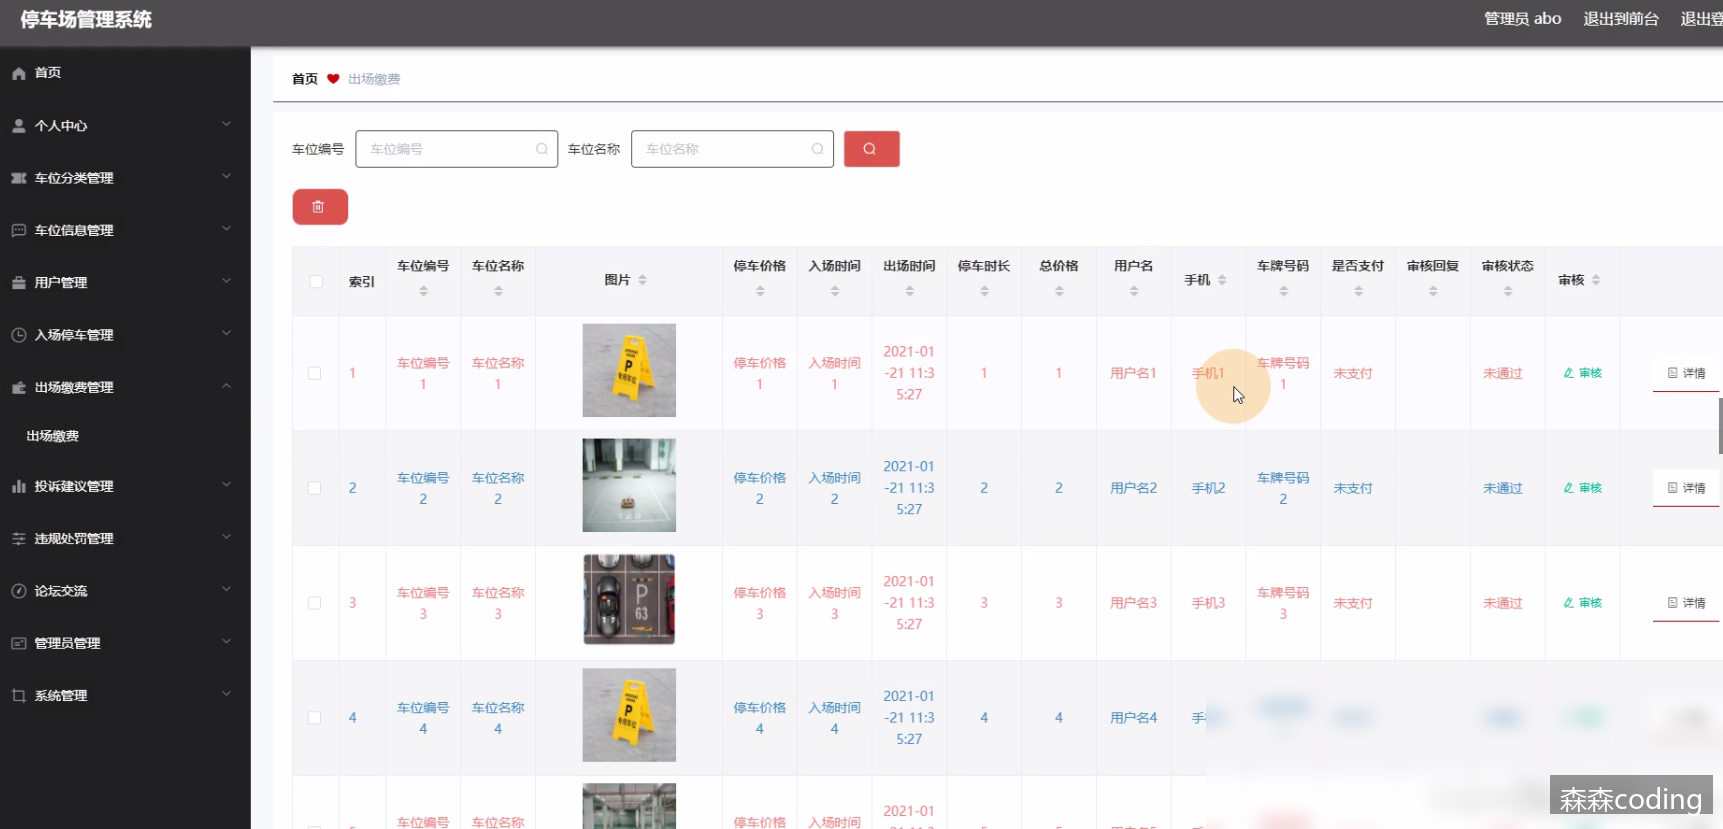 停车场管理系统
管理员 abo 退出到前台 退出登
首页
个人中心
车位分类管理
车位信息管理
用户管理
入场停车管理
出场缴费管理
出场缴费
投诉建议管理
违规处罚管理
论坛交流
管理员管理
系统管理
首页 出场缴费
车位编号 车位编号 车位名称 车位名称
索引 车位编号 车位名称 图片 停车价格 入场时间 出场时间 停车时长 总价格 用户名 手机 车牌号码 是否支付 审核回复 审核状态 审核
1 车位编号1 车位名称1 停车价格1 入场时间1 2021-01-21 11:35:27 1 1 用户名1 手机1 车牌号码1 未支付 未通过 审核 详情
2 车位编号2 车位名称2 停车价格2 入场时间2 2021-01-21 11:35:27 2 2 用户名2 手机2 车牌号码2 未支付 未通过 审核 详情
3 车位编号3 车位名称3 P 63 停车价格3 入场时间3 2021-01-21 11:35:27 3 3 用户名3 手机3 车牌号码3 未支付 未通过 审核 详情
4 车位编号4 车位名称4 停车价格4 入场时间4 2021-01-21 11:35:27 4 4 用户名4 手
车位编号 车位名称 停车价格 入场时间 2021-01
森森coding